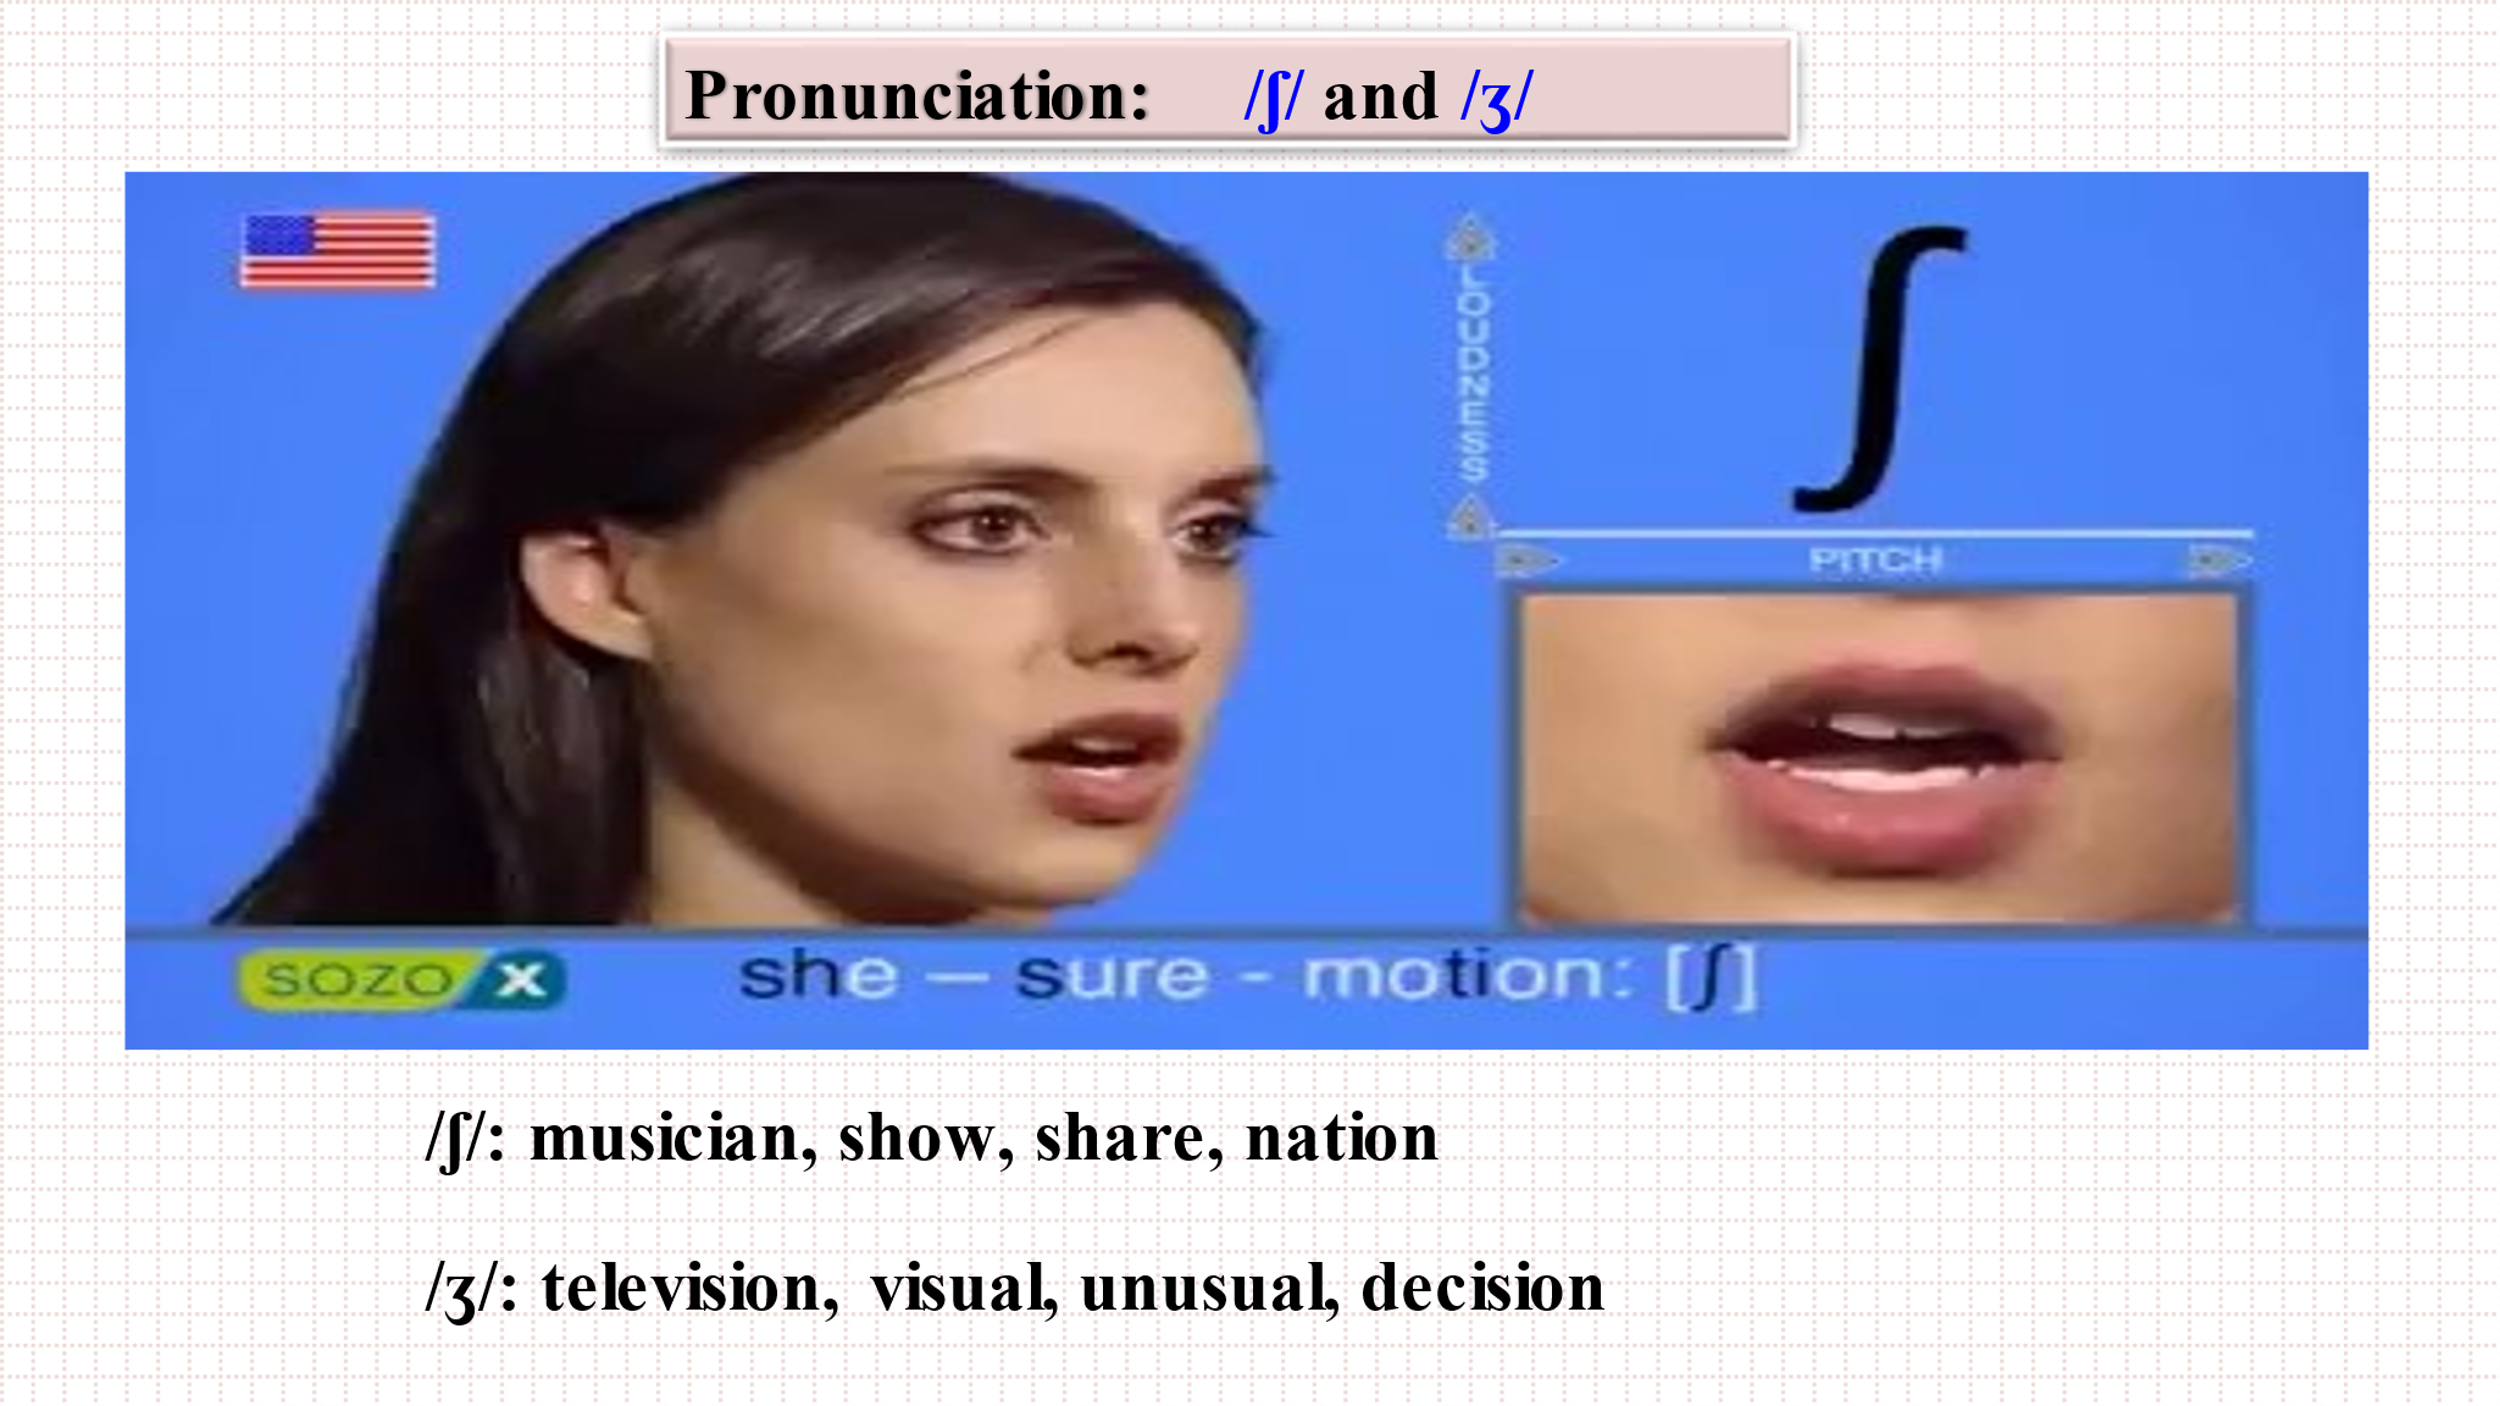 Pronunciation: /ʃ/ and /ʒ/
LOUDNESS
ʃ
PITCH
SOZO X
she – sure - motion: [ʃ]
/ʃ/: musician, show, share, nation
/ʒ/: television, visual, unusual, decision